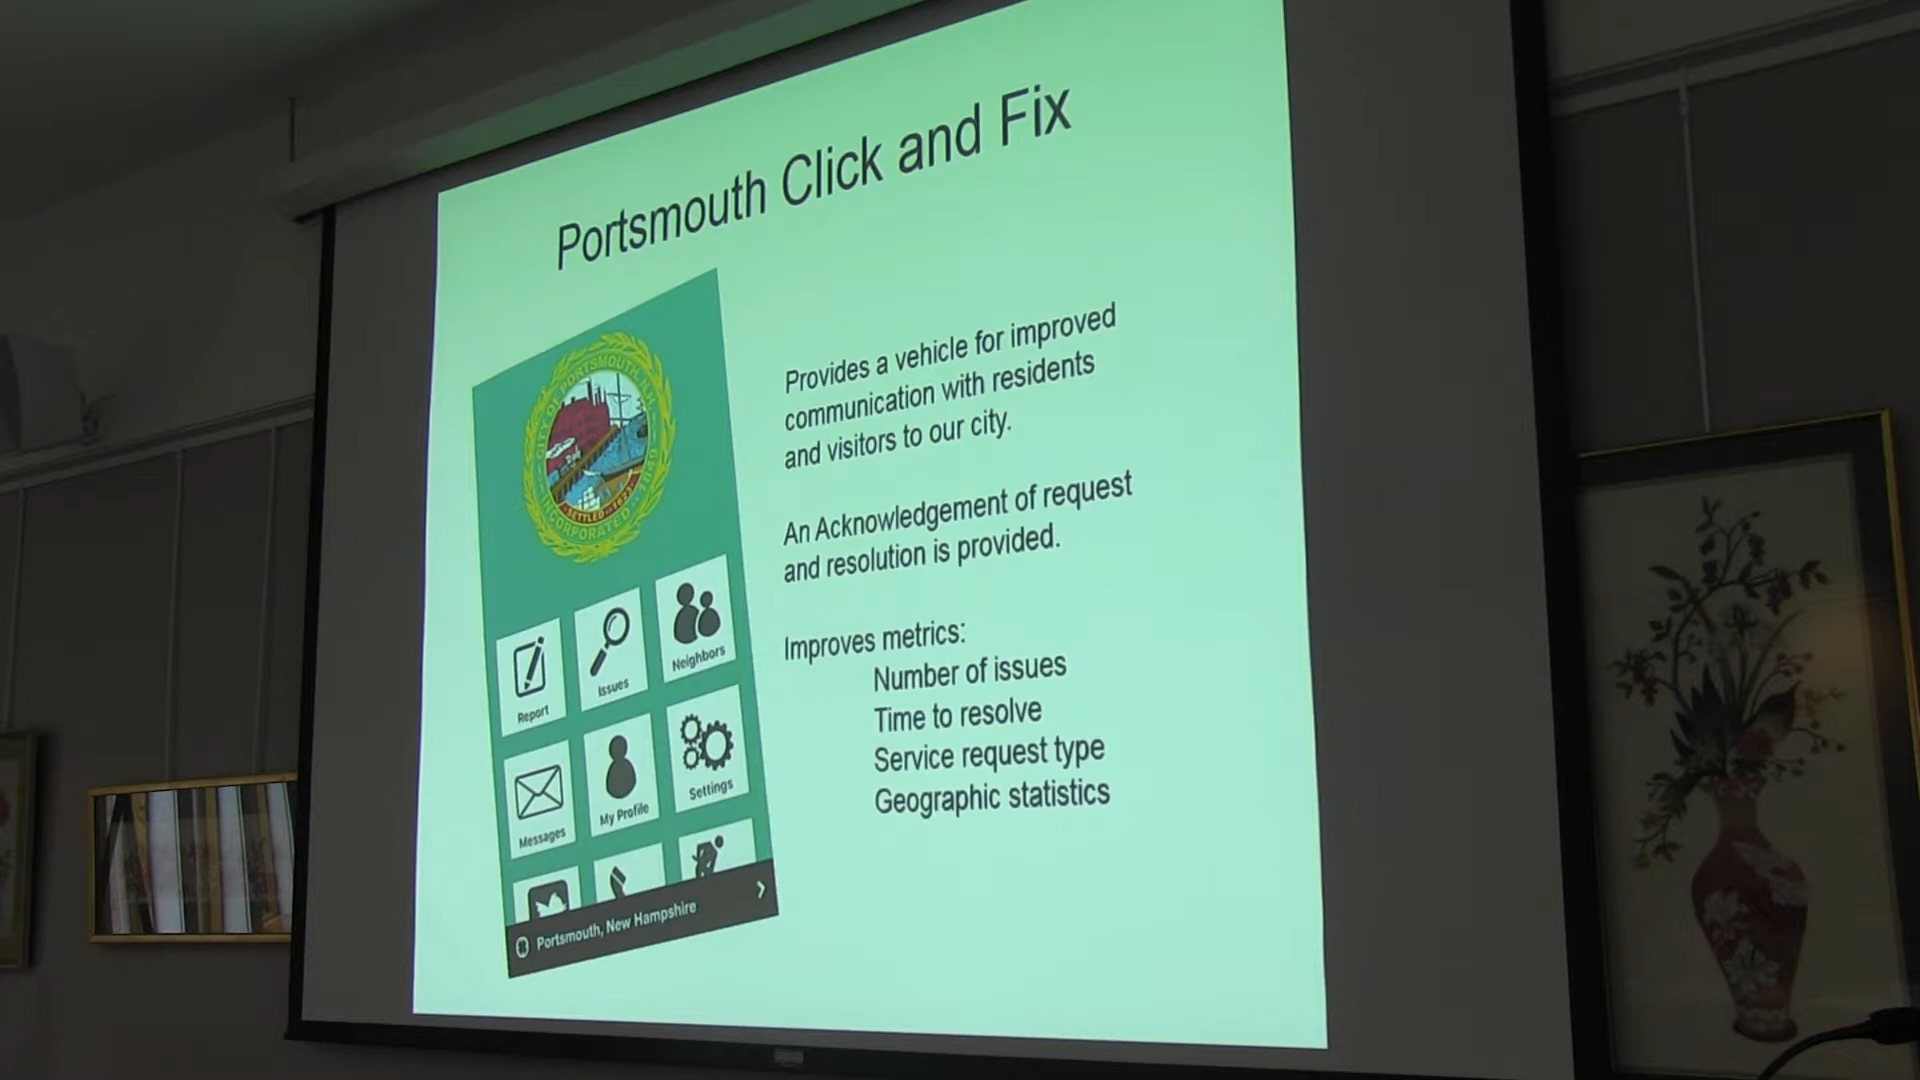 Portsmouth Click and Fix
CITY OF PORTSMOUTH, N.H.
INCORPORATED 1849
SETTLED 1623
Report
Issues
Neighbors
Messages
My Profile
Settings
Portsmouth, New Hampshire
Provides a vehicle for improved
communication with residents
and visitors to our city.
An Acknowledgement of request
and resolution is provided.
Improves metrics:
Number of issues
Time to resolve
Service request type
Geographic statistics